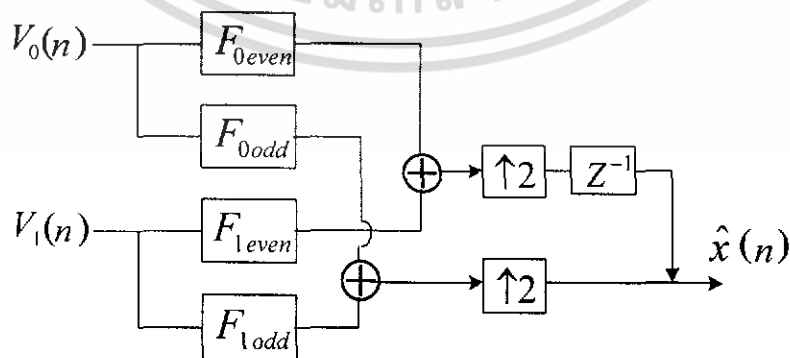 V₀(n)
F₀even
F₀odd
↑2
Z⁻¹
V₁(n)
F₁even
x̂(n)
↑2
F₁odd